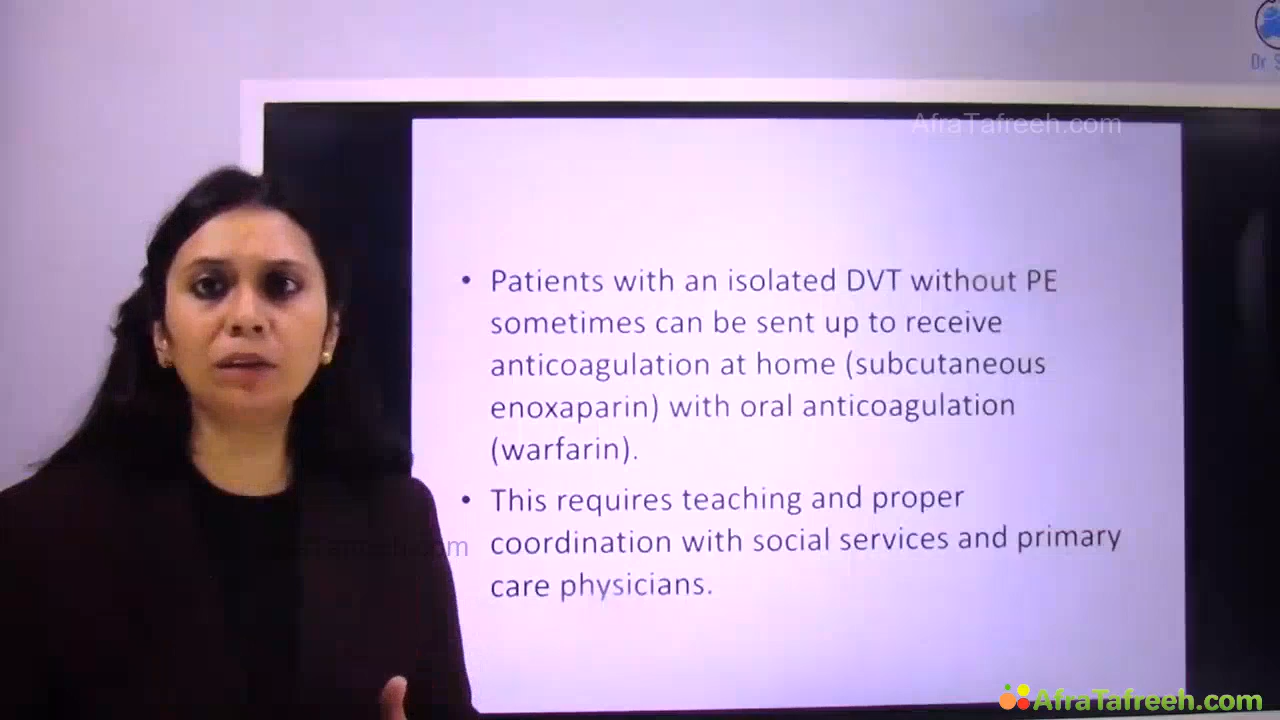 Dr S
AfraTafreeh.com
• Patients with an isolated DVT without PE
sometimes can be sent up to receive
anticoagulation at home (subcutaneous
enoxaparin) with oral anticoagulation
(warfarin).
• This requires teaching and proper
coordination with social services and primary
care physicians.
AfraTafreeh.com